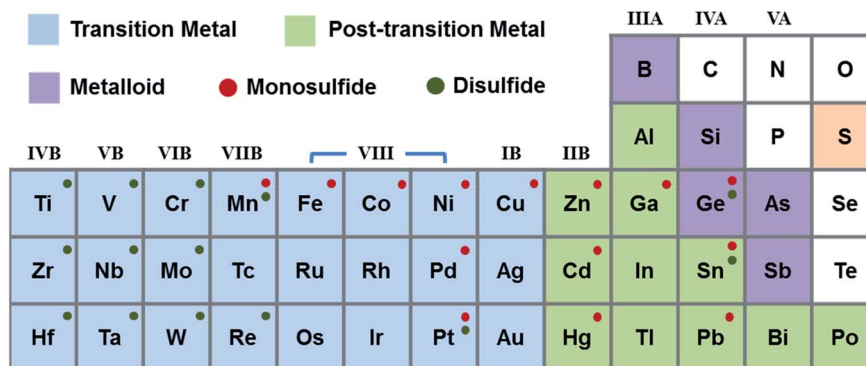 Transition Metal Post-transition Metal IIIA IVA VA
B C N O
Metalloid Monosulfide Disulfide
IVB VB VIB VIIB VIII IB IIB Al Si P S
Ti V Cr Mn Fe Co Ni Cu Zn Ga Ge As Se
Zr Nb Mo Tc Ru Rh Pd Ag Cd In Sn Sb Te
Hf Ta W Re Os Ir Pt Au Hg Tl Pb Bi Po